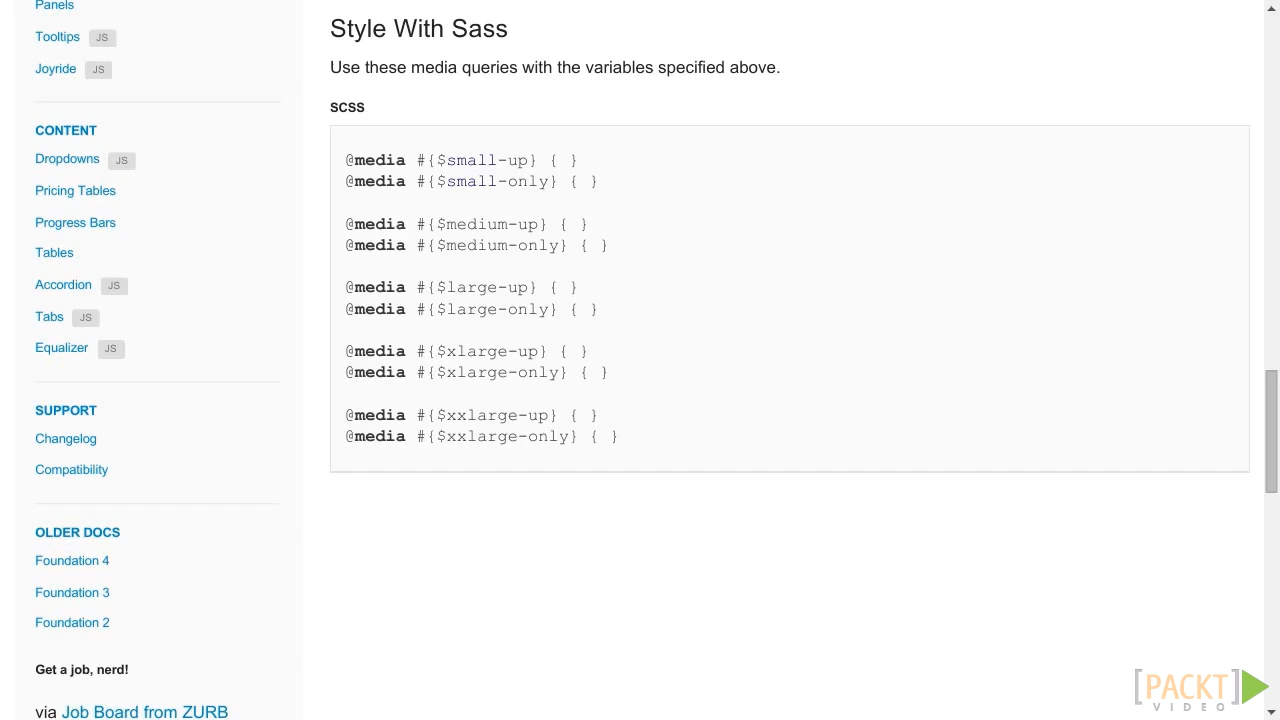 Panels
Tooltips JS
Joyride JS
CONTENT
Dropdowns JS
Pricing Tables
Progress Bars
Tables
Accordion JS
Tabs JS
Equalizer JS
SUPPORT
Changelog
Compatibility
OLDER DOCS
Foundation 4
Foundation 3
Foundation 2
Get a job, nerd!
via Job Board from ZURB
Style With Sass
Use these media queries with the variables specified above.
SCSS
@media #{$small-up} { }
@media #{$small-only} { }
@media #{$medium-up} { }
@media #{$medium-only} { }
@media #{$large-up} { }
@media #{$large-only} { }
@media #{$xlarge-up} { }
@media #{$xlarge-only} { }
@media #{$xxlarge-up} { }
@media #{$xxlarge-only} { }
[PACKT]
VIDEO